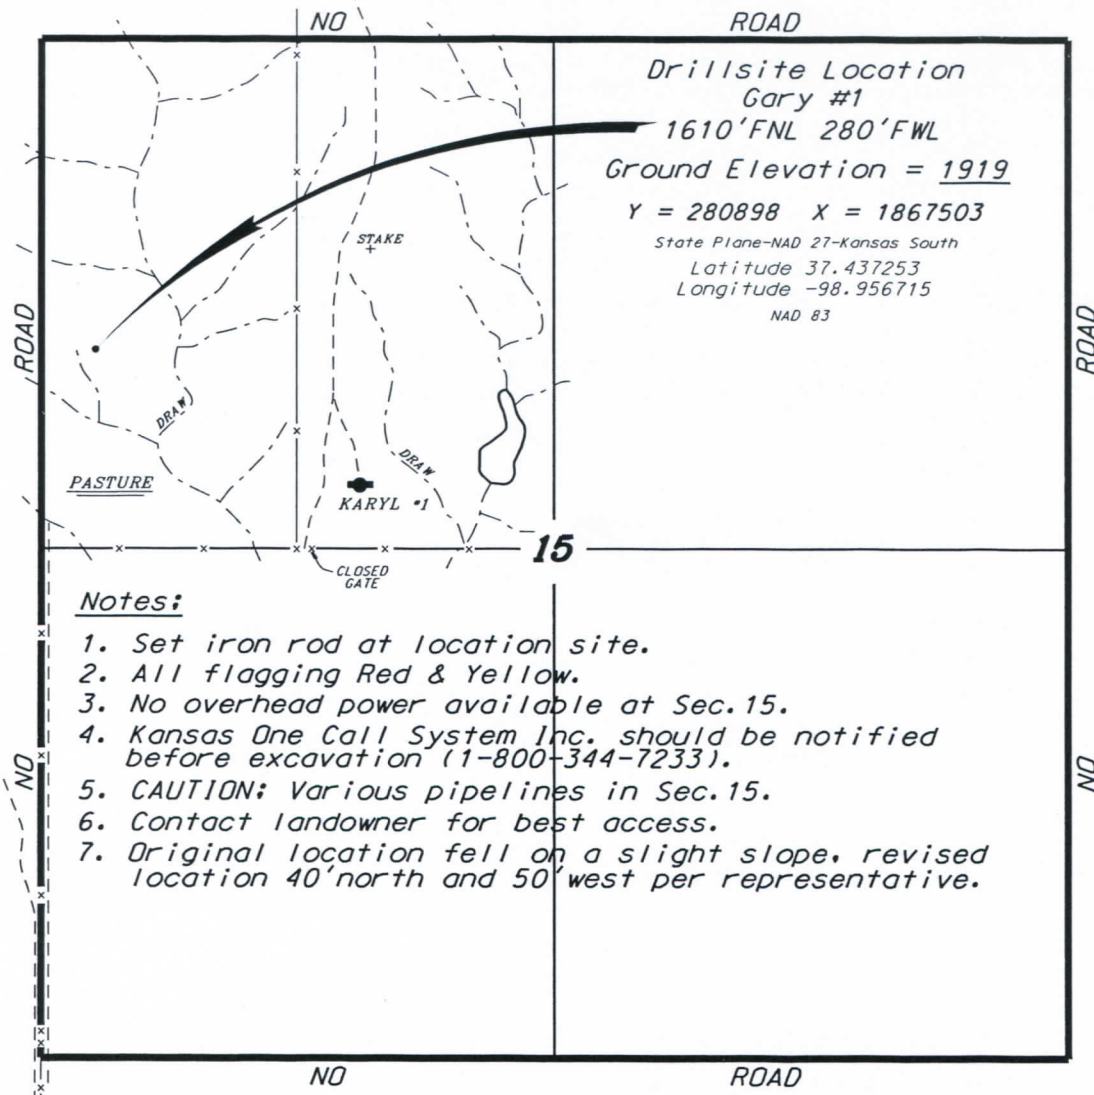 NO ROAD
Drillsite Location
Gary #1
1610'FNL 280'FWL
Ground Elevation = 1919
Y = 280898 X = 1867503
State Plane-NAD 27-Kansas South
Latitude 37.437253
Longitude -98.956715
NAD 83
STAKE
ROAD
ROAD
DRAW
DRAW
PASTURE
KARYL #1
15
CLOSED
GATE
Notes:
1. Set iron rod at location site.
2. All flagging Red & Yellow.
3. No overhead power available at Sec.15.
4. Kansas One Call System Inc. should be notified
before excavation (1-800-344-7233).
5. CAUTION: Various pipelines in Sec.15.
6. Contact landowner for best access.
7. Original location fell on a slight slope, revised
location 40'north and 50'west per representative.
NO
NO
NO ROAD